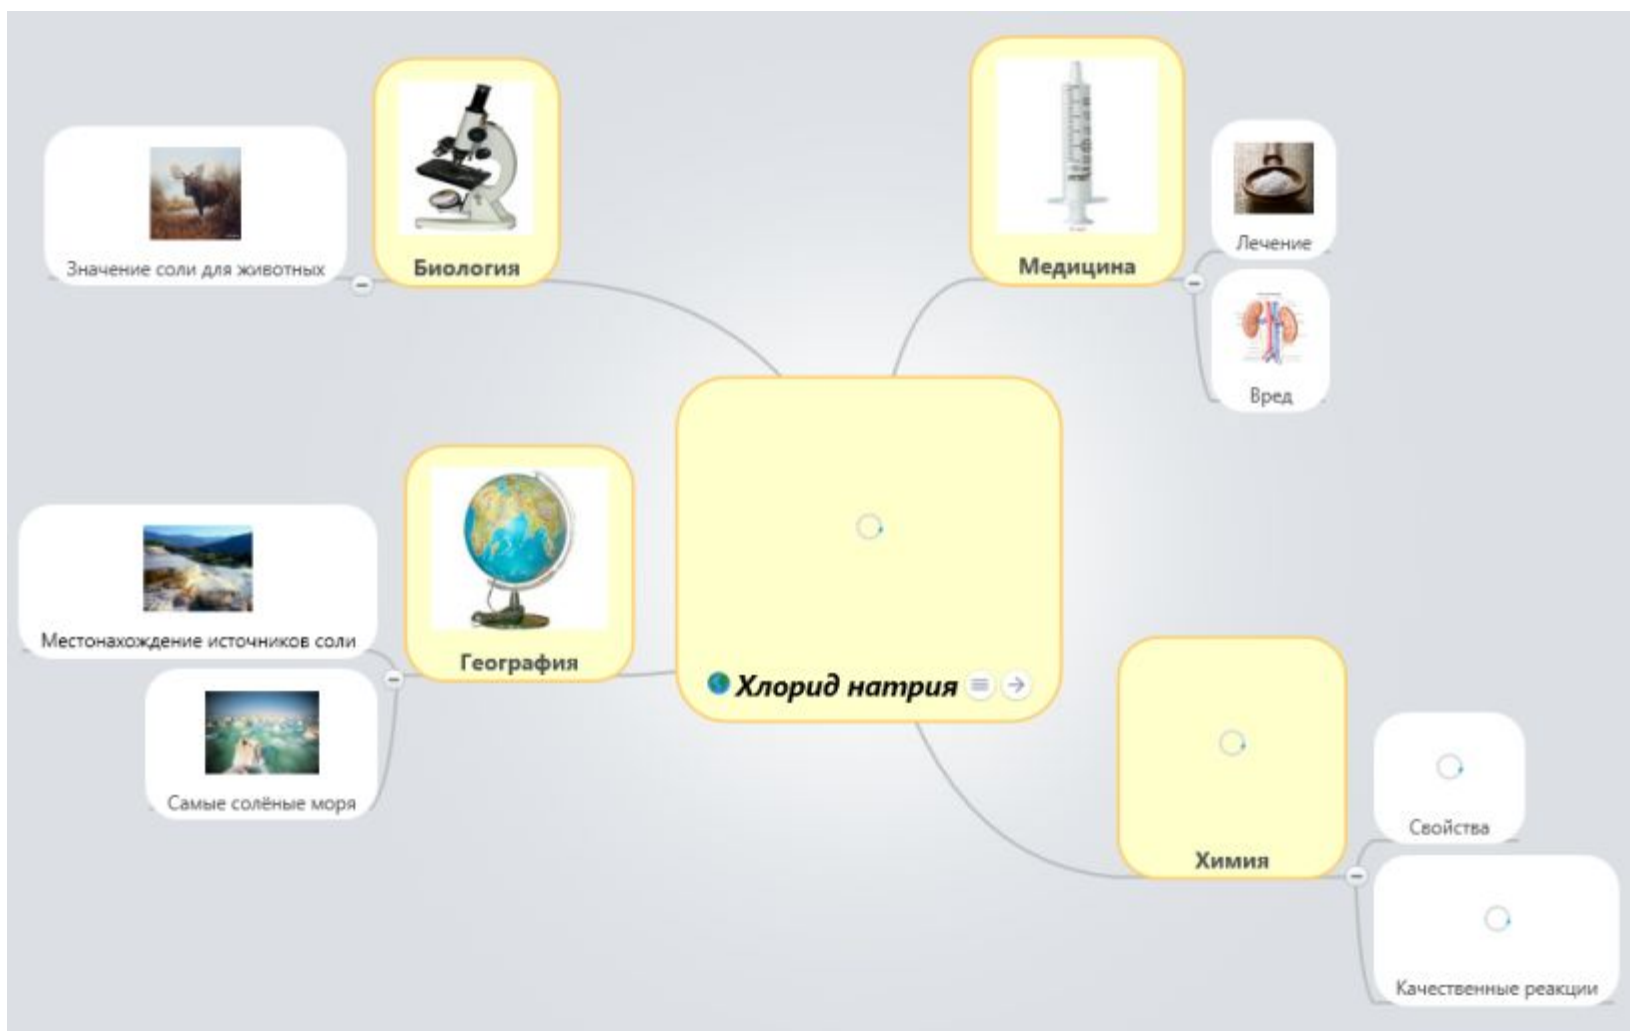 Биология
Значение соли для животных
Медицина
Лечение
Вред
География
Местонахождение источников соли
Самые солёные моря
Хлорид натрия
Химия
Свойства
Качественные реакции